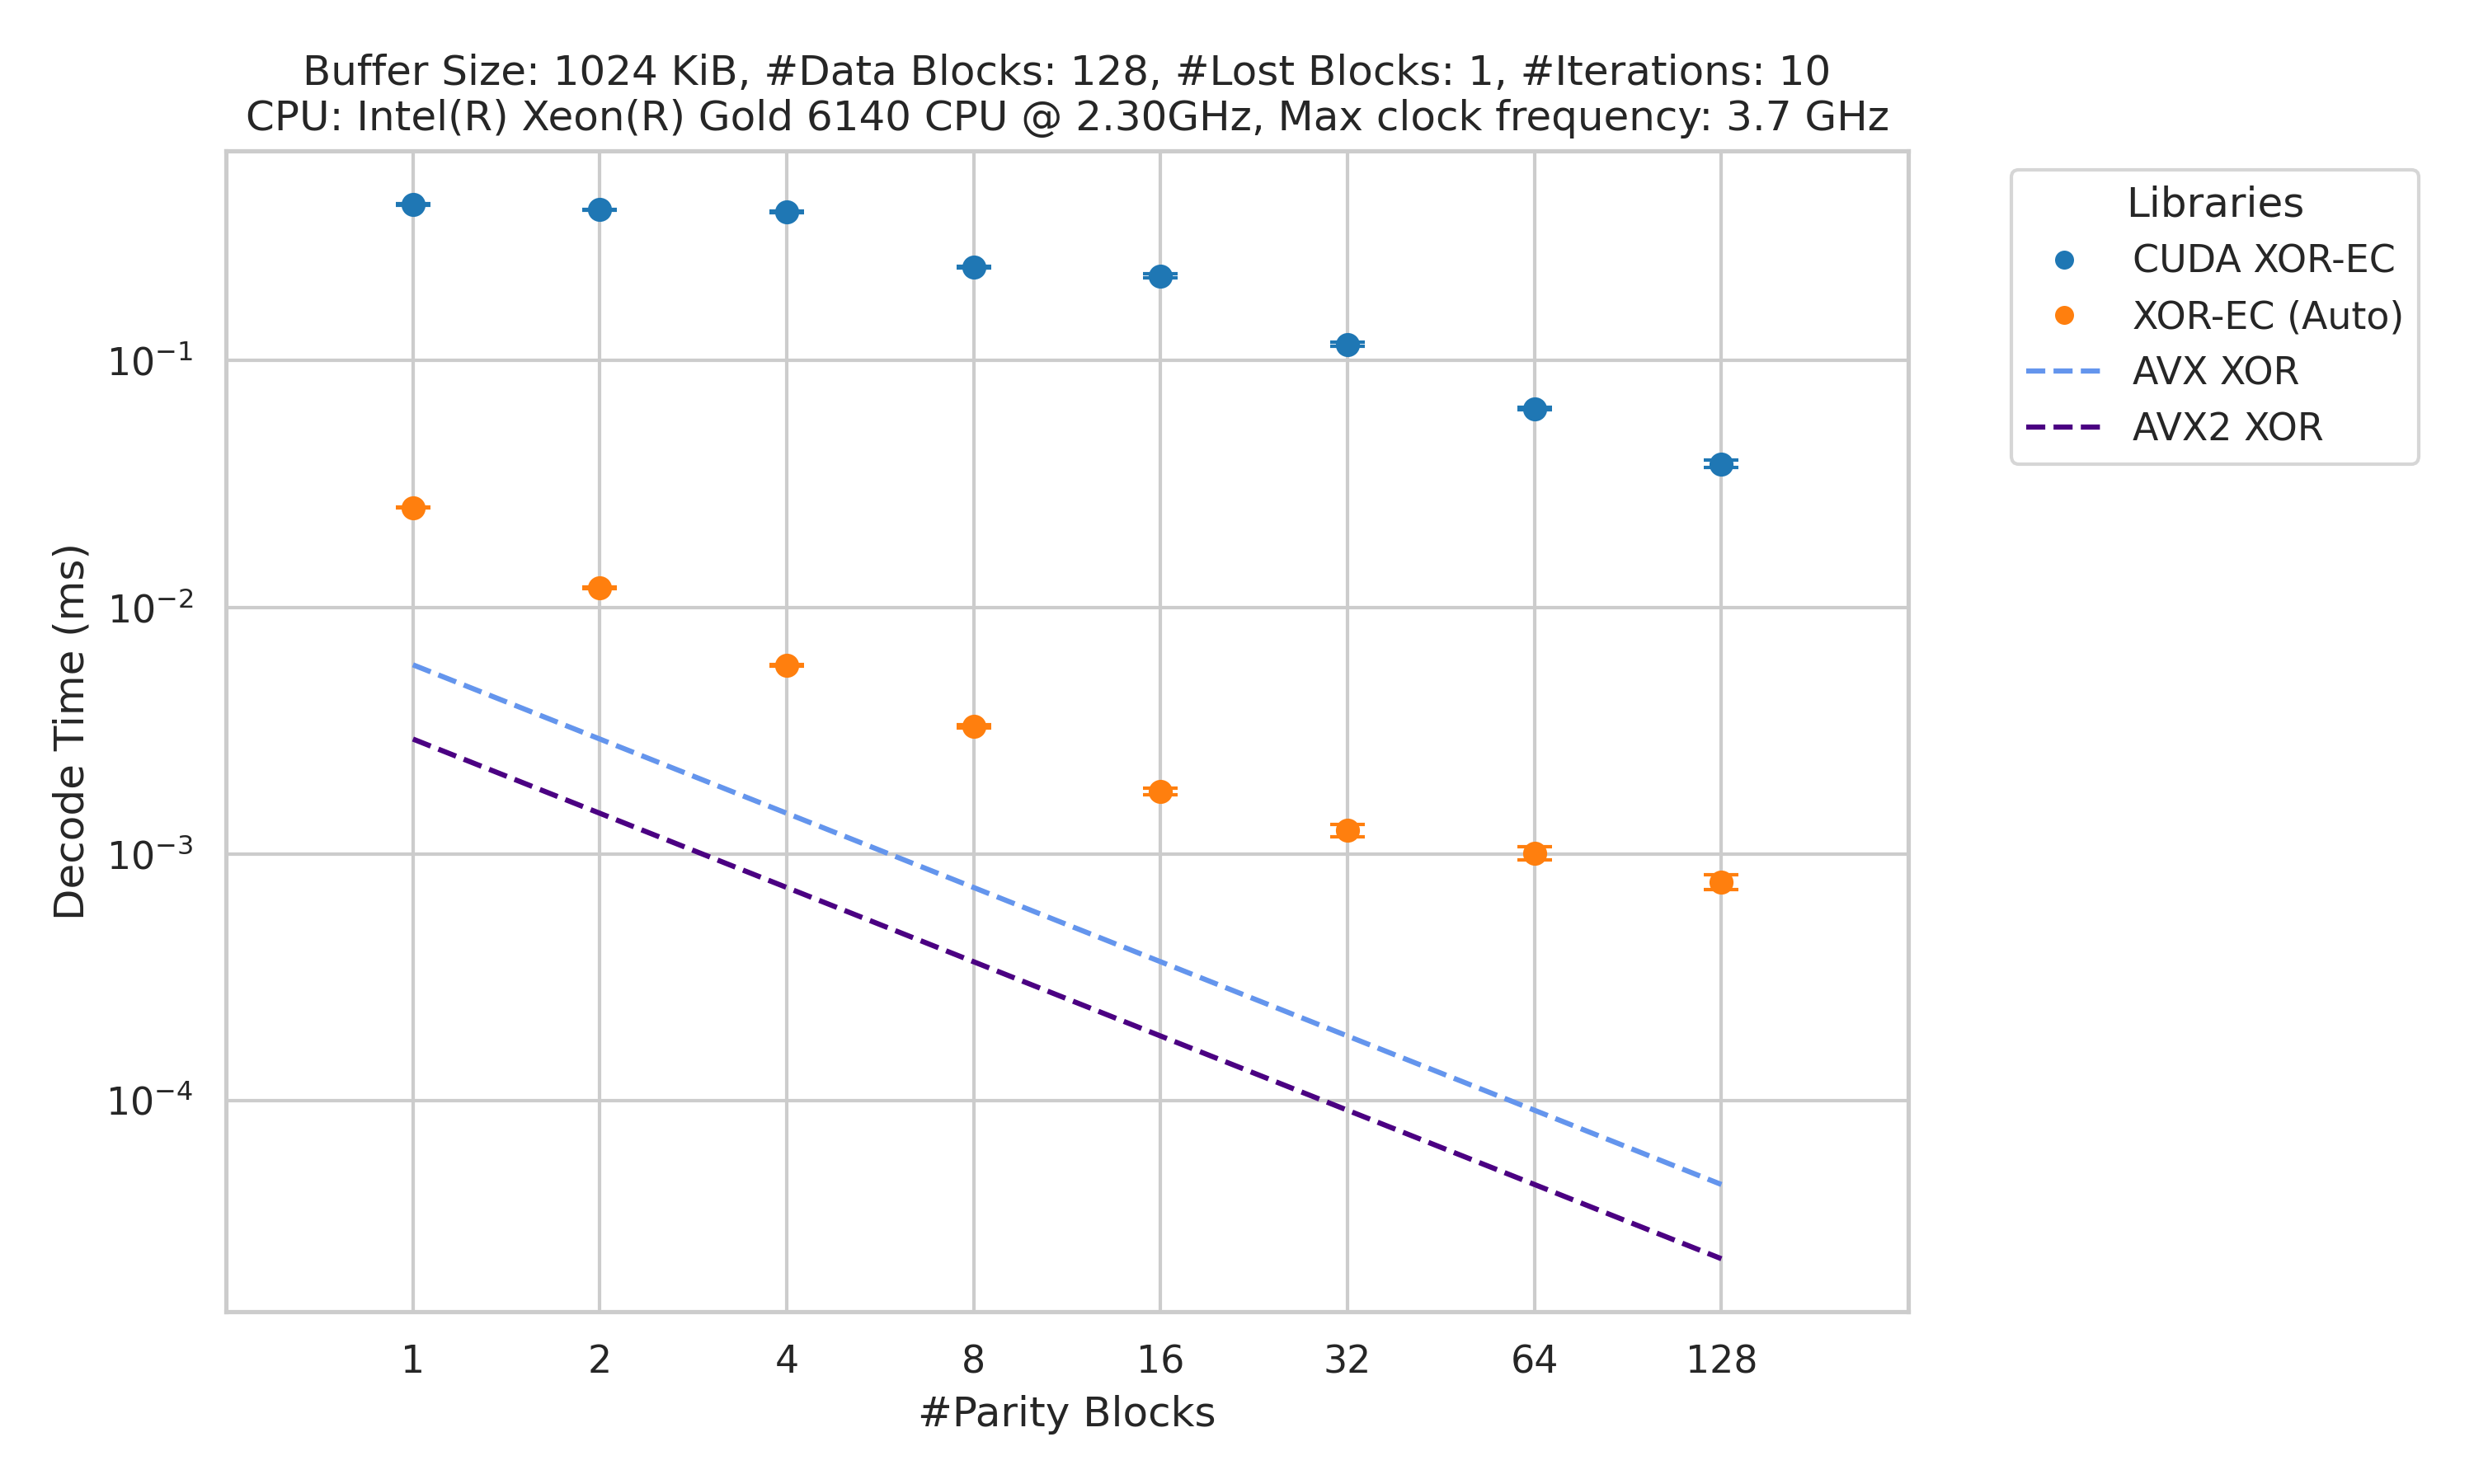 Buffer Size: 1024 KiB, #Data Blocks: 128, #Lost Blocks: 1, #Iterations: 10
CPU: Intel(R) Xeon(R) Gold 6140 CPU @ 2.30GHz, Max clock frequency: 3.7 GHz
Libraries
CUDA XOR-EC
XOR-EC (Auto)
AVX XOR
AVX2 XOR
Decode Time (ms)
10⁻¹
10⁻²
10⁻³
10⁻⁴
1 2 4 8 16 32 64 128
#Parity Blocks